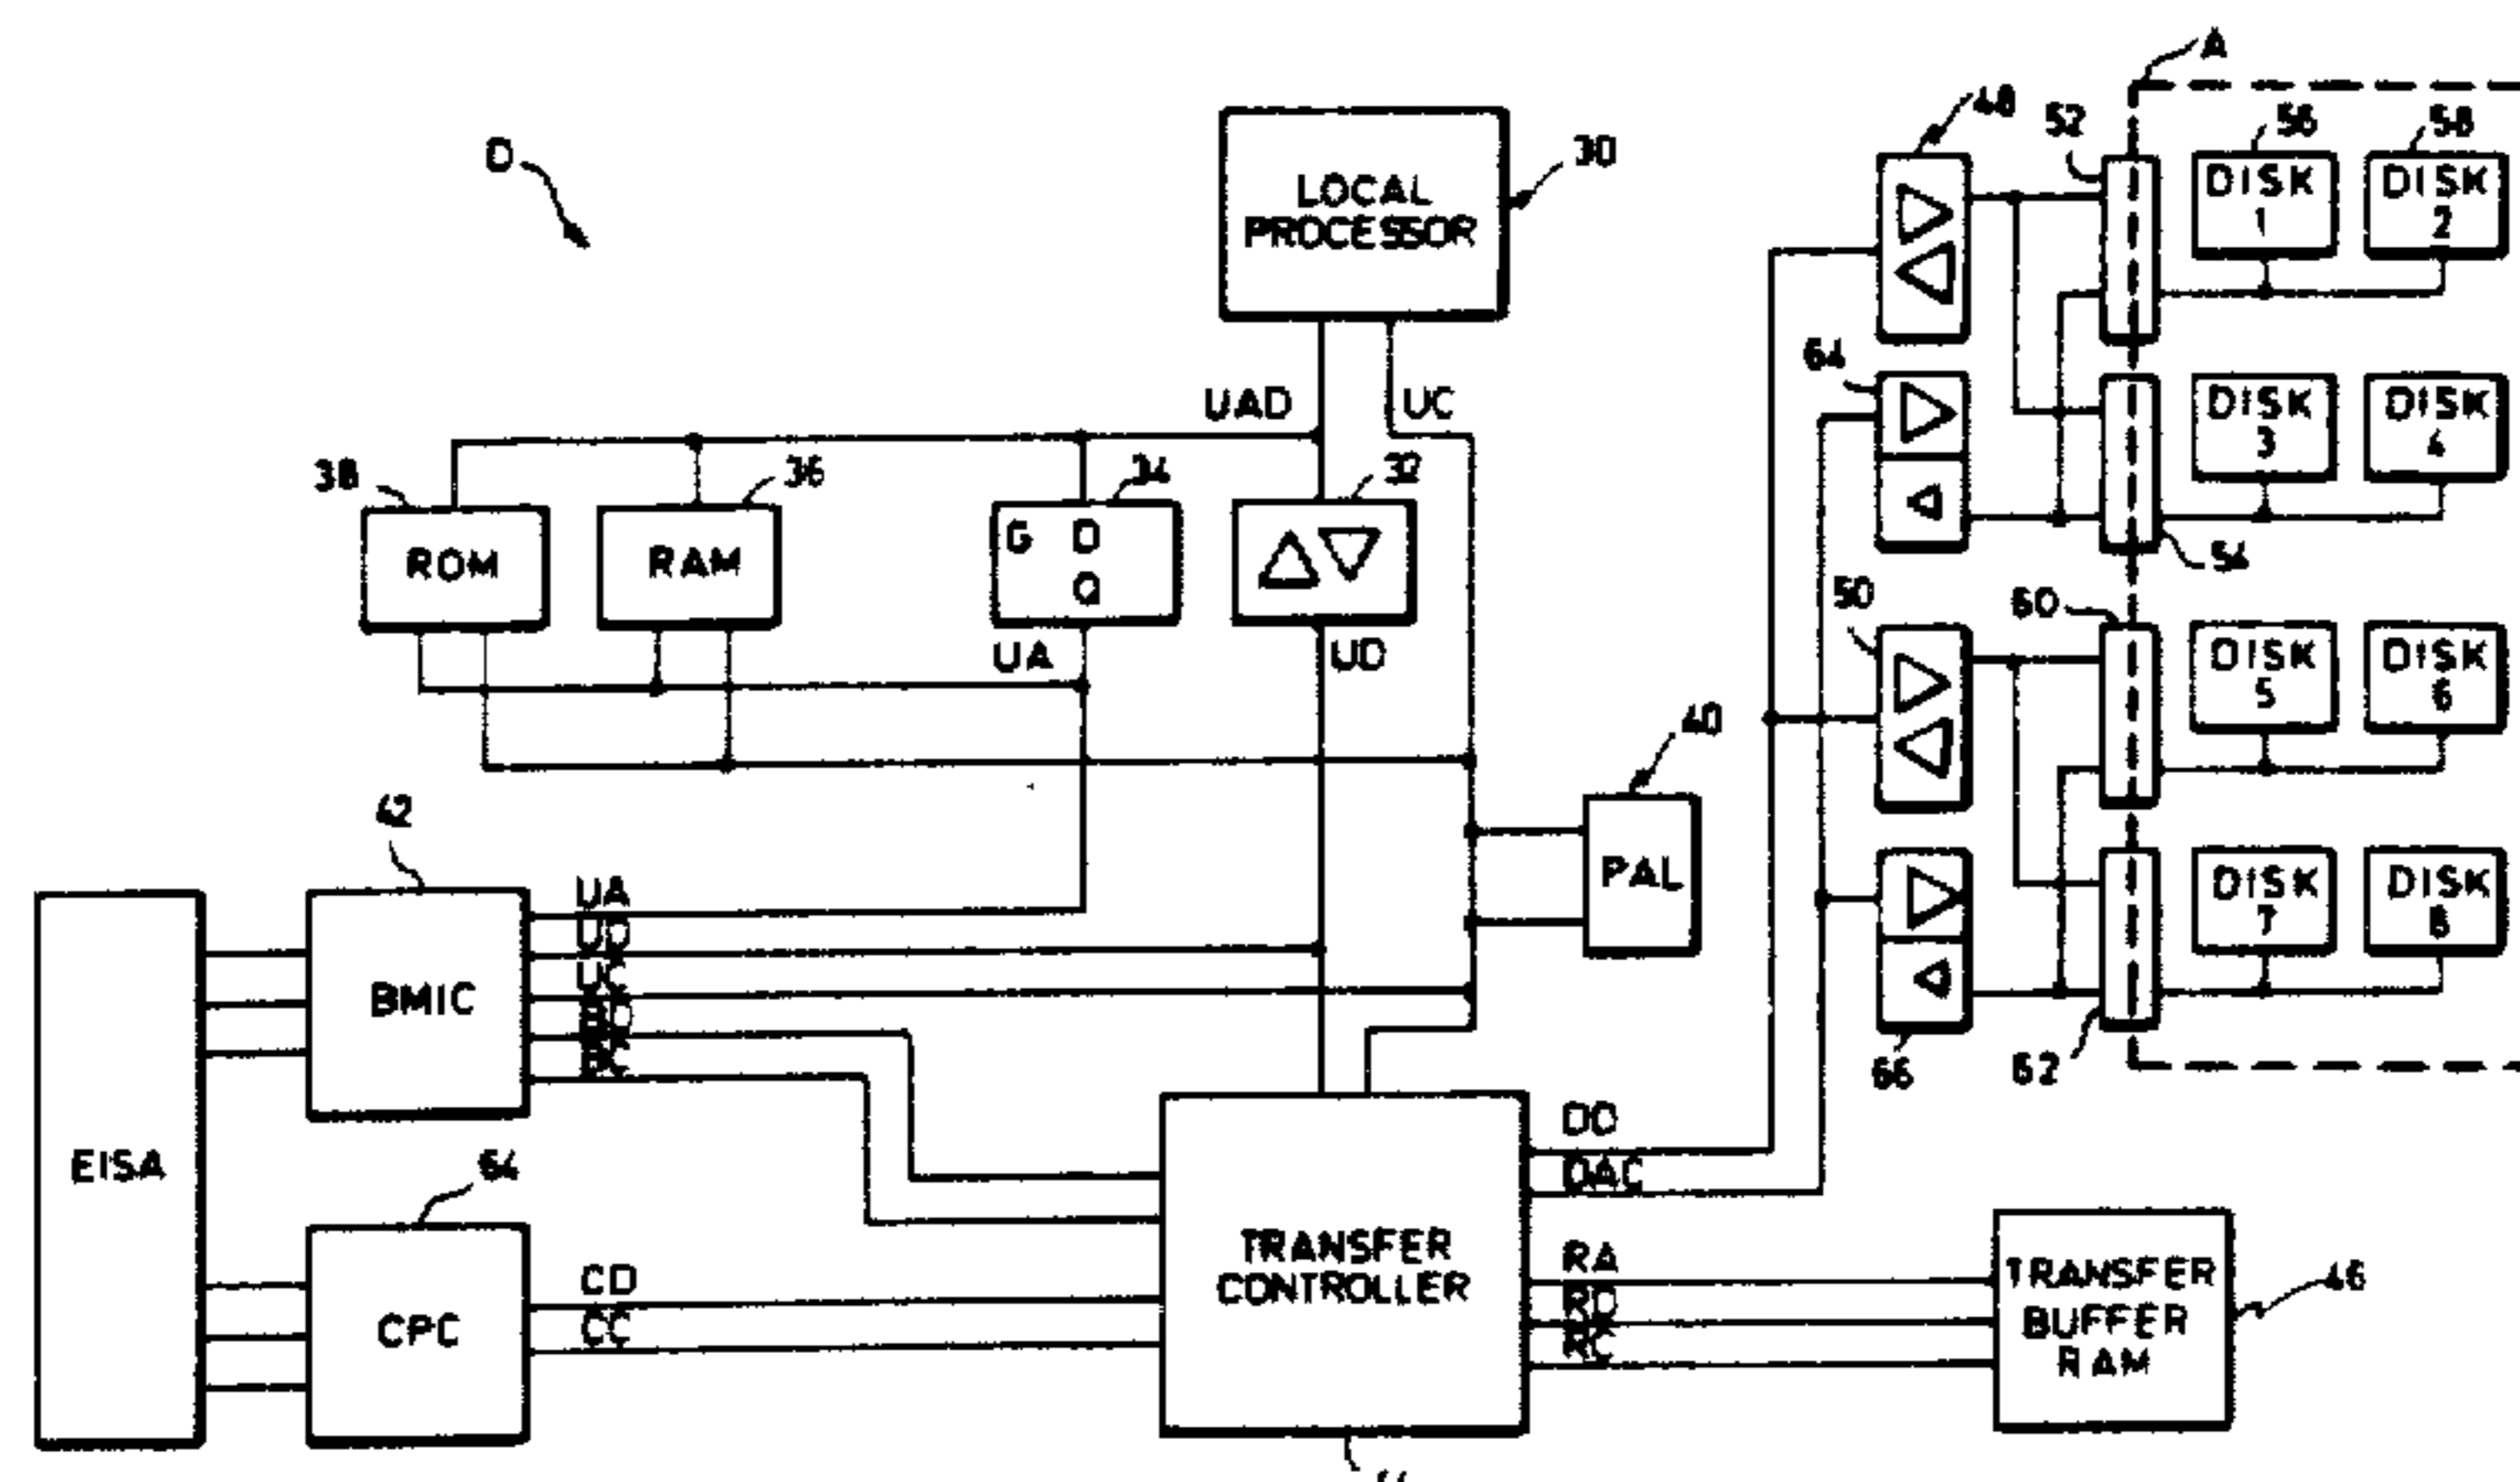 A
D
LOCAL
PROCESSOR
30
48
52
56
58
DISK
1
DISK
2
UAD
UC
64
DISK
3
DISK
4
38
36
34
32
ROM
RAM
G D
Q
54
UA
UD
50
60
DISK
5
DISK
6
40
PAL
42
BMIC
UA
UD
UC
DISK
7
DISK
8
66
62
EISA
64
CPC
CD
CC
TRANSFER
CONTROLLER
DD
DAC
RA
RD
RC
TRANSFER
BUFFER
RAM
46